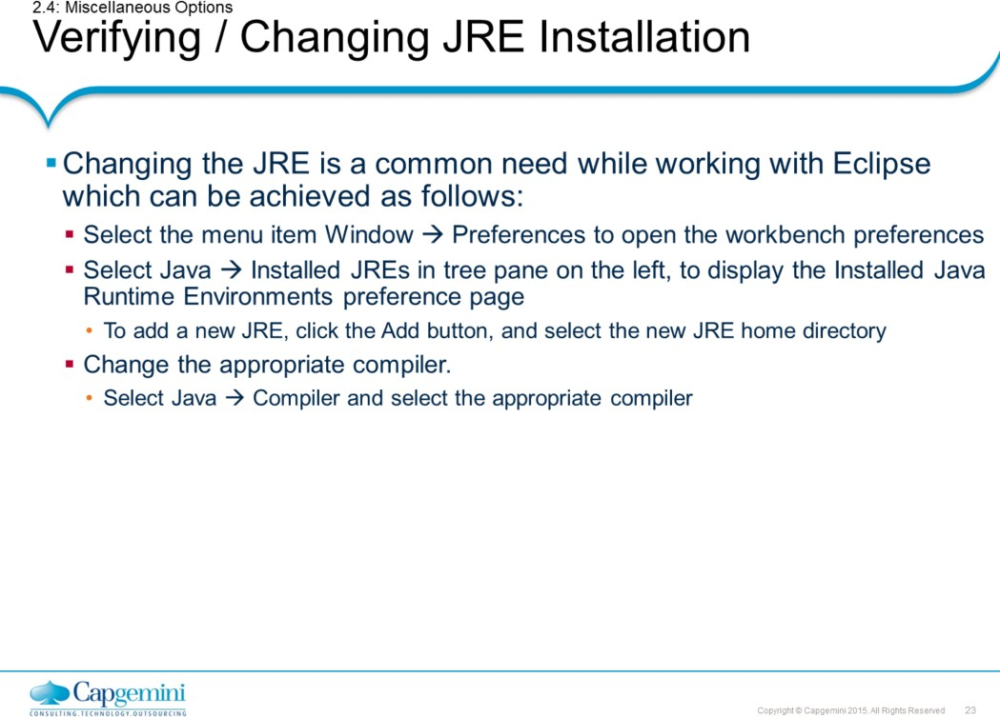 2.4: Miscellaneous Options
Verifying / Changing JRE Installation
▪ Changing the JRE is a common need while working with Eclipse
which can be achieved as follows:
▪ Select the menu item Window → Preferences to open the workbench preferences
▪ Select Java → Installed JREs in tree pane on the left, to display the Installed Java
Runtime Environments preference page
• To add a new JRE, click the Add button, and select the new JRE home directory
▪ Change the appropriate compiler.
• Select Java → Compiler and select the appropriate compiler
Capgemini
CONSULTING.TECHNOLOGY.OUTSOURCING
Copyright © Capgemini 2015. All Rights Reserved 23